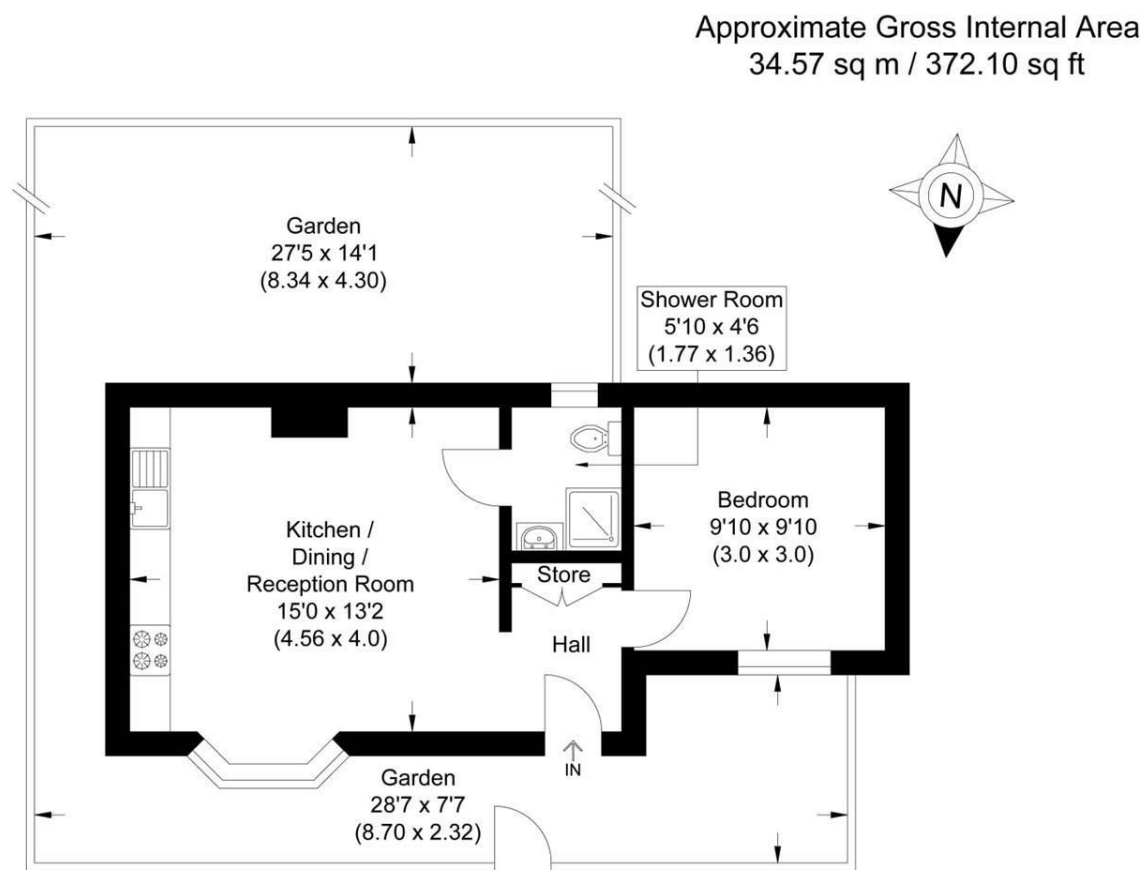 Approximate Gross Internal Area
34.57 sq m / 372.10 sq ft
N
Garden
27'5 x 14'1
(8.34 x 4.30)
Shower Room
5'10 x 4'6
(1.77 x 1.36)
Kitchen /
Dining /
Reception Room
15'0 x 13'2
(4.56 x 4.0)
Bedroom
9'10 x 9'10
(3.0 x 3.0)
Store
Hall
IN
Garden
28'7 x 7'7
(8.70 x 2.32)